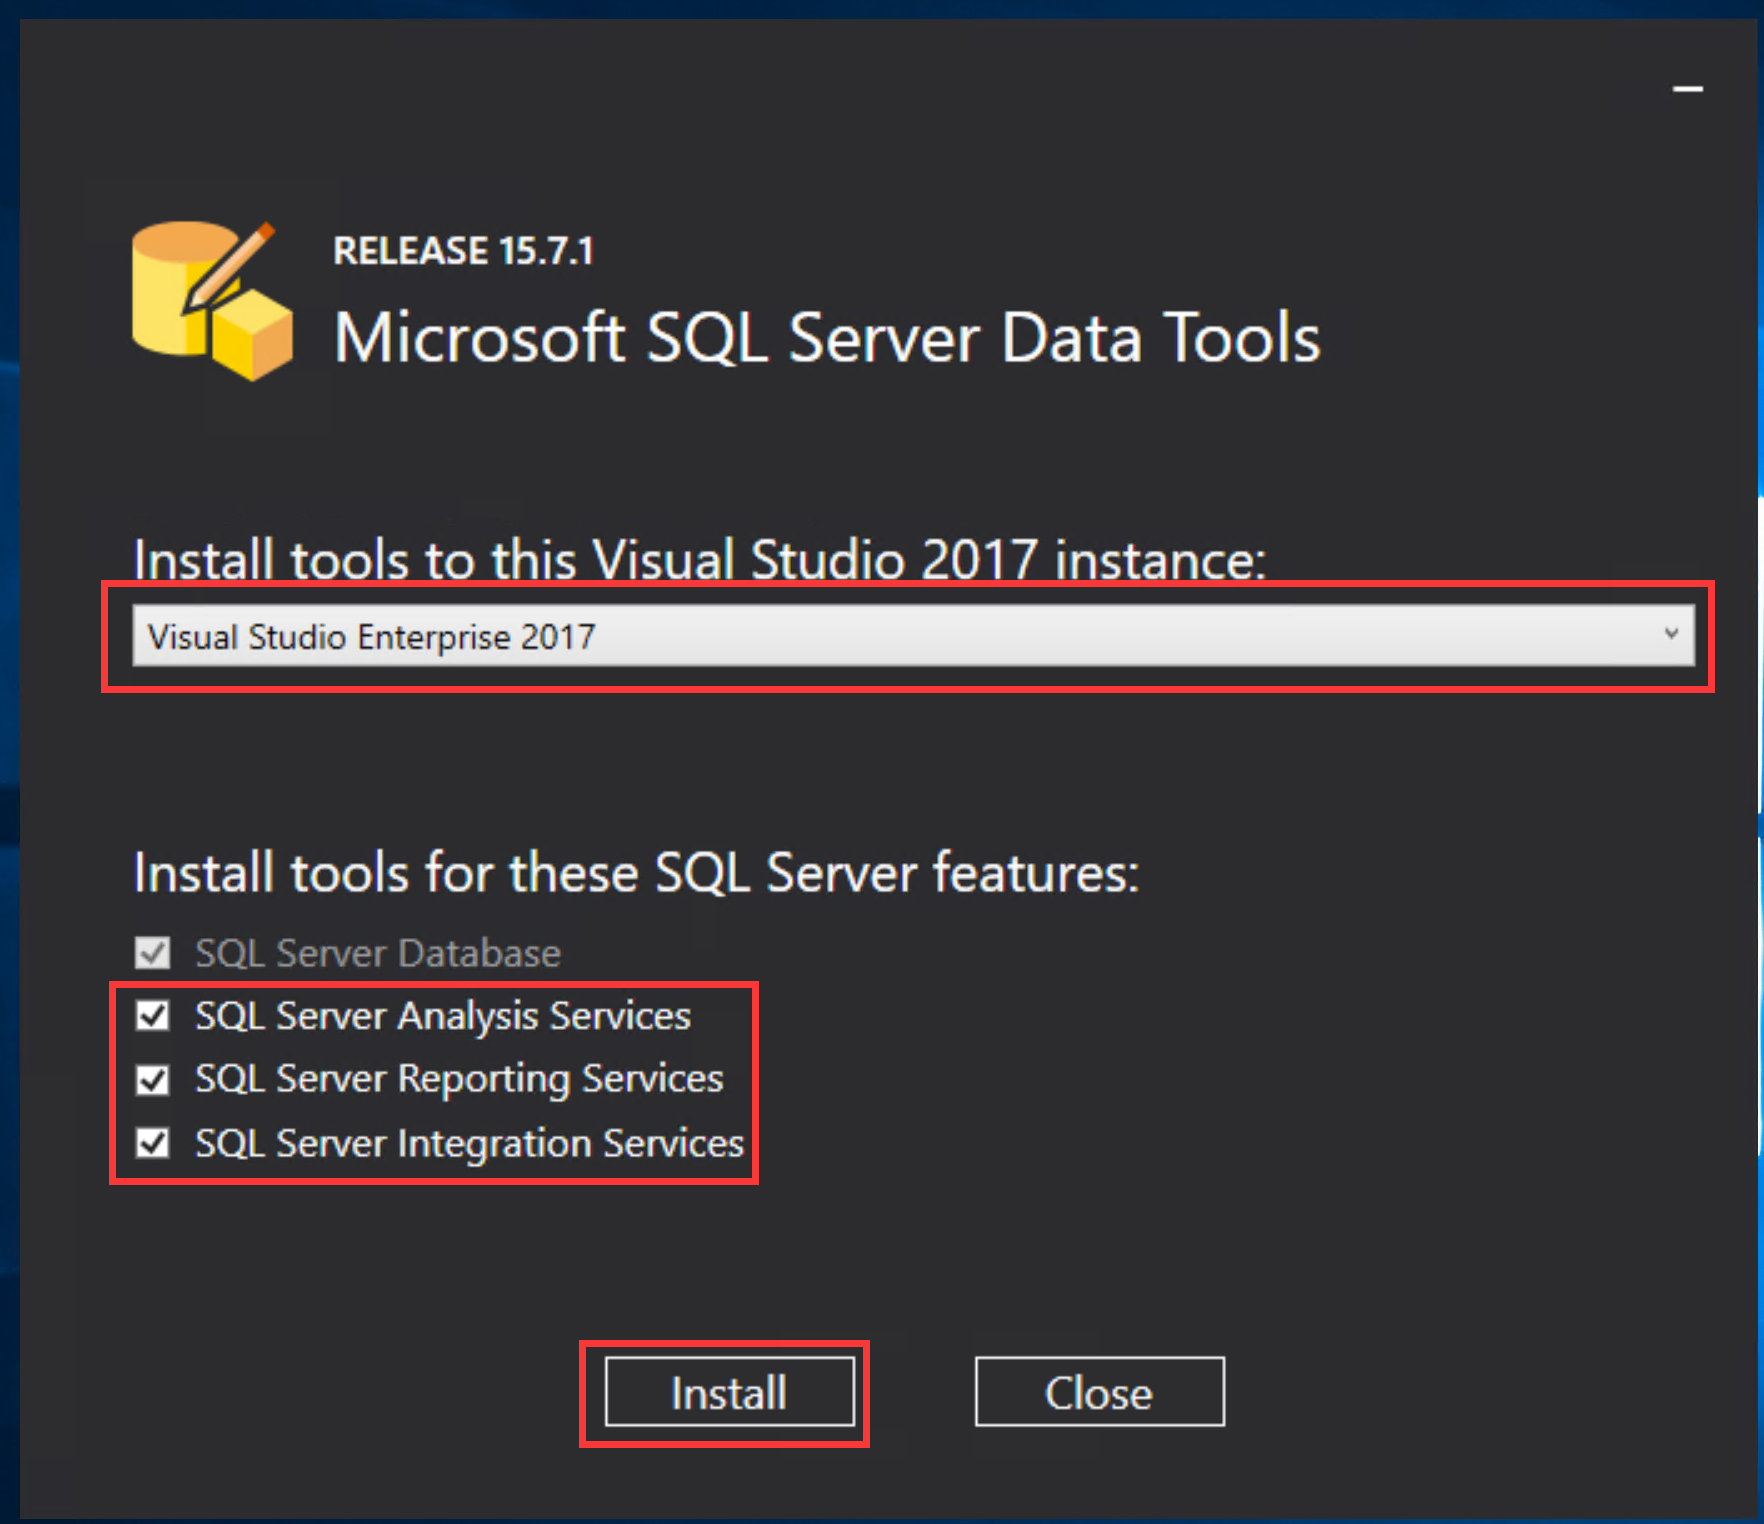 RELEASE 15.7.1
Microsoft SQL Server Data Tools
Install tools to this Visual Studio 2017 instance:
Visual Studio Enterprise 2017
Install tools for these SQL Server features:
SQL Server Database
SQL Server Analysis Services
SQL Server Reporting Services
SQL Server Integration Services
Install
Close